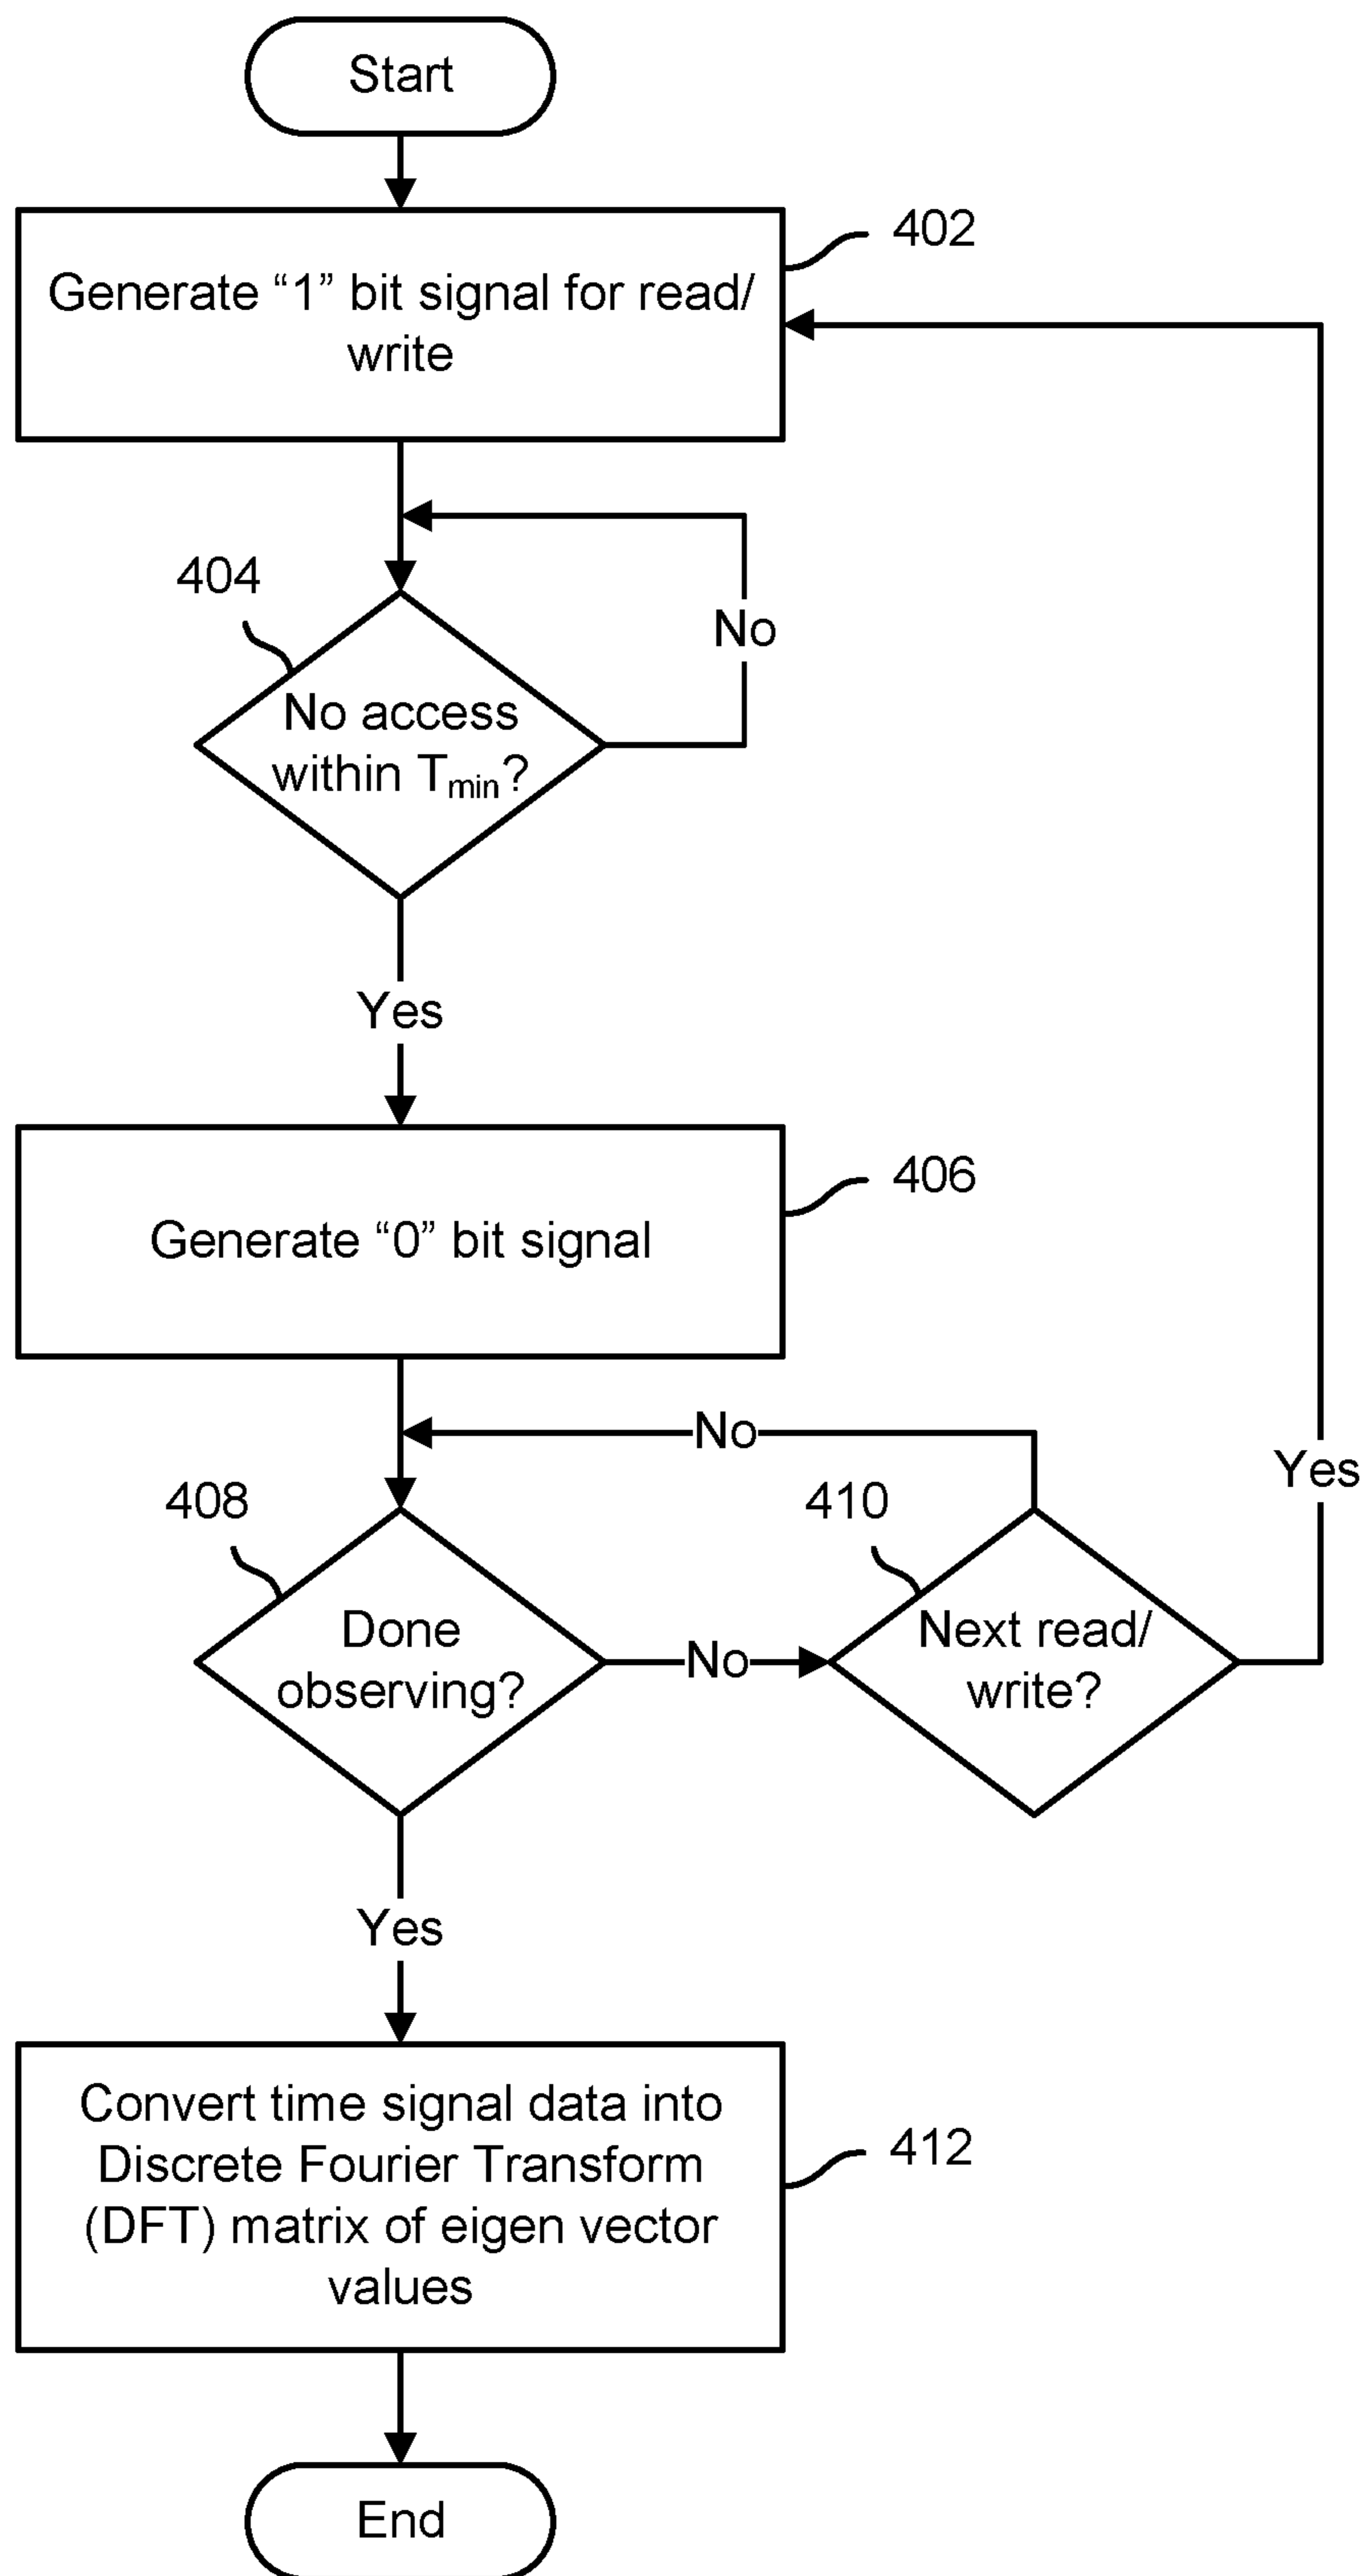 Start
402
Generate “1” bit signal for read/
write
404
No
No access
within Tmin?
Yes
406
Generate “0” bit signal
No
Yes
408
410
Done
observing?
No
Next read/
write?
Yes
Convert time signal data into
Discrete Fourier Transform
(DFT) matrix of eigen vector
values
412
End